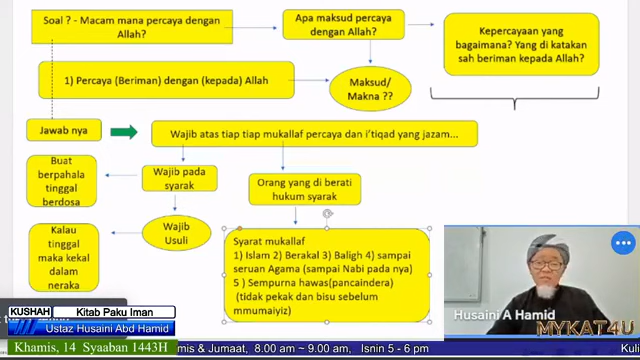 Soal ? - Macam mana percaya dengan
Allah?
Apa maksud percaya
dengan Allah?
Kepercayaan yang
bagaimana? Yang di katakan
sah beriman kepada Allah?
1) Percaya (Beriman) dengan (kepada) Allah
Maksud/
Makna ??
Jawab nya
Wajib atas tiap tiap mukallaf percaya dan i'tiqad yang jazam...
Buat
berpahala
tinggal
berdosa
Wajib pada
syarak
Orang yang di berati
hukum syarak
Wajib
Usuli
Kalau
tinggal
maka kekal
dalam
neraka
Syarat mukallaf
1) Islam 2) Berakal 3) Baligh 4) sampai
seruan Agama (sampai Nabi pada nya)
5 ) Sempurna hawas(pancaindera)
(tidak pekak dan bisu sebelum
mmumaiyiz)
Husaini A Hamid
MYKAT4U
KUSHAH
Kitab Paku Iman
Ustaz Husaini Abd Hamid
Khamis, 14 Syaaban 1443H
mis & Jumaat, 8.00 am ~ 9.00 am, Isnin 5 - 6 pm
Kuli